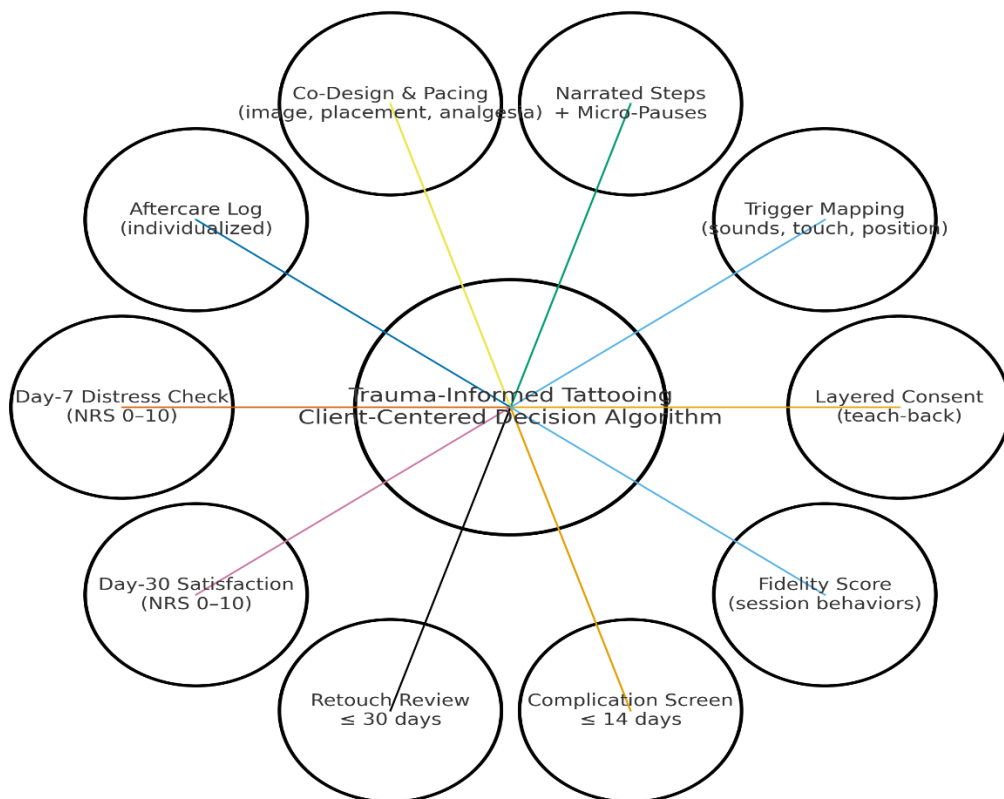 Co-Design & Pacing
(image, placement, analgesia)
Narrated Steps
+ Micro-Pauses
Aftercare Log
(individualized)
Trigger Mapping
(sounds, touch, position)
Day-7 Distress Check
(NRS 0–10)
Trauma-Informed Tattooing
Client-Centered Decision Algorithm
Layered Consent
(teach-back)
Day-30 Satisfaction
(NRS 0–10)
Fidelity Score
(session behaviors)
Retouch Review
≤ 30 days
Complication Screen
≤ 14 days